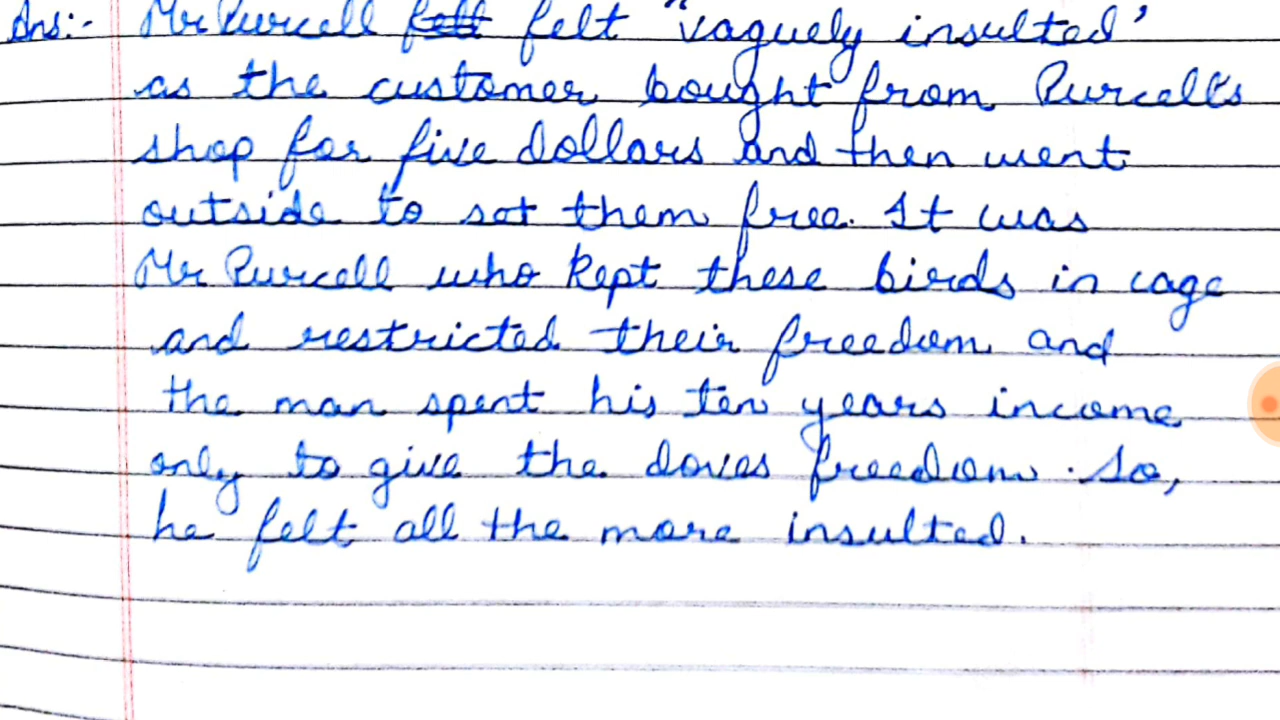 Ans:- Mr Purcell felt felt "vaguely insulted"
as the customer bought from Purcell's
shop for five dollars and then went
outside to set them free. It was
Mr Purcell who kept these birds in cage
and restricted their freedom and
the man spent his ten years income
only to give the doves freedom. So,
he felt all the more insulted.